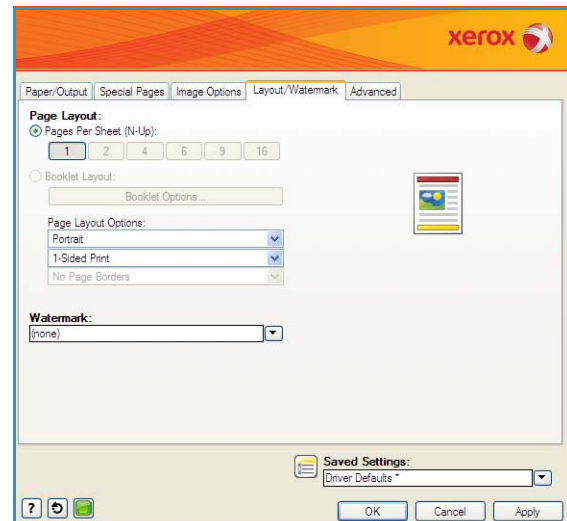 xerox
Paper/Output Special Pages Image Options Layout/Watermark Advanced
Page Layout:
Pages Per Sheet (N-Up):
1 2 4 6 9 16
Booklet Layout:
Booklet Options...
Page Layout Options:
Portrait
1-Sided Print
No Page Borders
Watermark:
(none)
Saved Settings:
Driver Defaults *
?
OK Cancel Apply